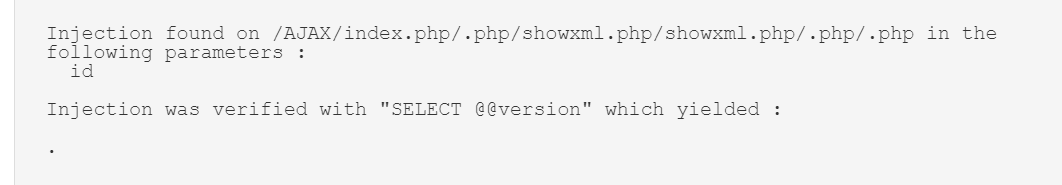 Injection found on /AJAX/index.php/.php/showxml.php/showxml.php/.php/.php in the
following parameters :
id
Injection was verified with "SELECT @@version" which yielded :
.